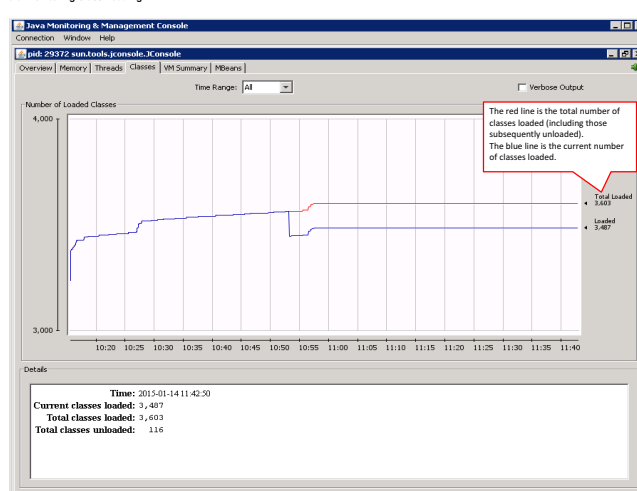 Java Monitoring & Management Console
Connection Window Help
pid: 29372 sun.tools.jconsole.JConsole
Overview Memory Threads Classes VM Summary MBeans
Time Range: All
Verbose Output
Number of Loaded Classes
The red line is the total number of
classes loaded (including those
subsequently unloaded).
The blue line is the current number
of classes loaded.
4,000
Total Loaded
3,603
Loaded
3,487
3,000
10:20 10:25 10:30 10:35 10:40 10:45 10:50 10:55 11:00 11:05 11:10 11:15 11:20 11:25 11:30 11:35 11:40
Details
Time: 2015-01-14 11:42:50
Current classes loaded: 3,487
Total classes loaded: 3,603
Total classes unloaded: 116